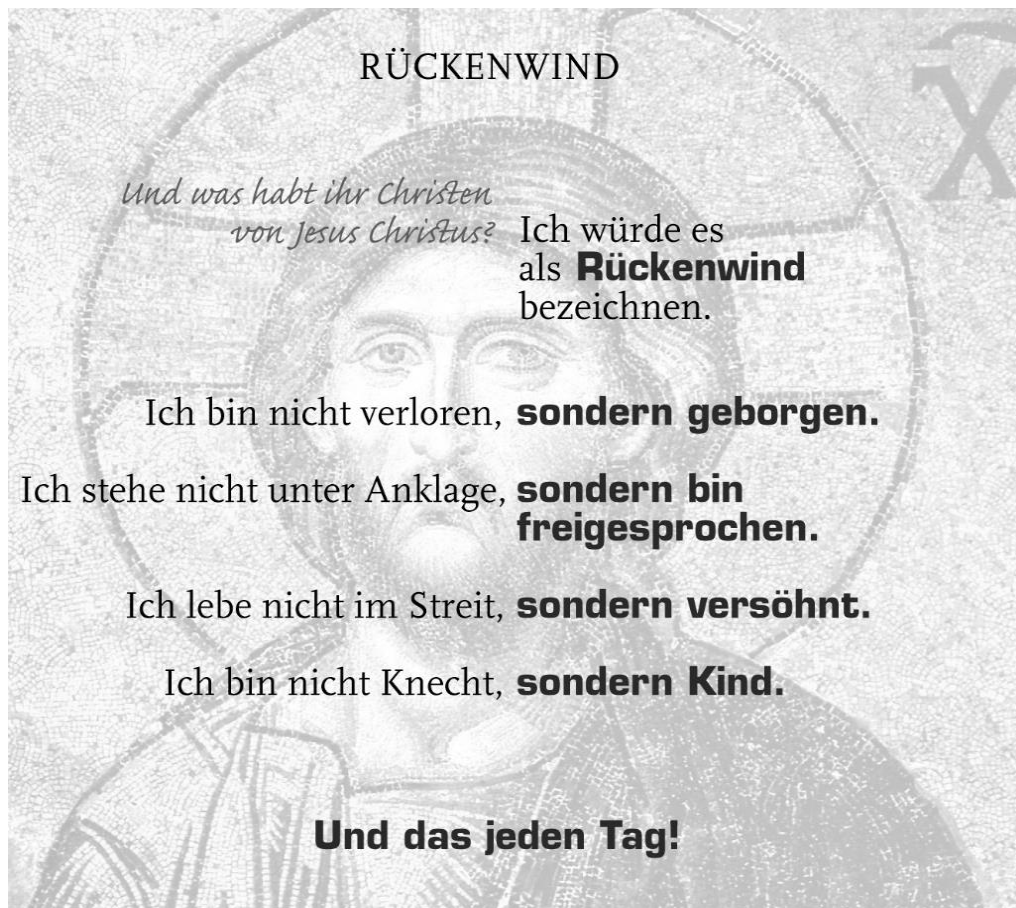 RÜCKENWIND
Und was habt ihr Christen
von Jesus Christus?
Ich würde es
als Rückenwind
bezeichnen.
Ich bin nicht verloren, sondern geborgen.
Ich stehe nicht unter Anklage, sondern bin
freigesprochen.
Ich lebe nicht im Streit, sondern versöhnt.
Ich bin nicht Knecht, sondern Kind.
Und das jeden Tag!
Χ